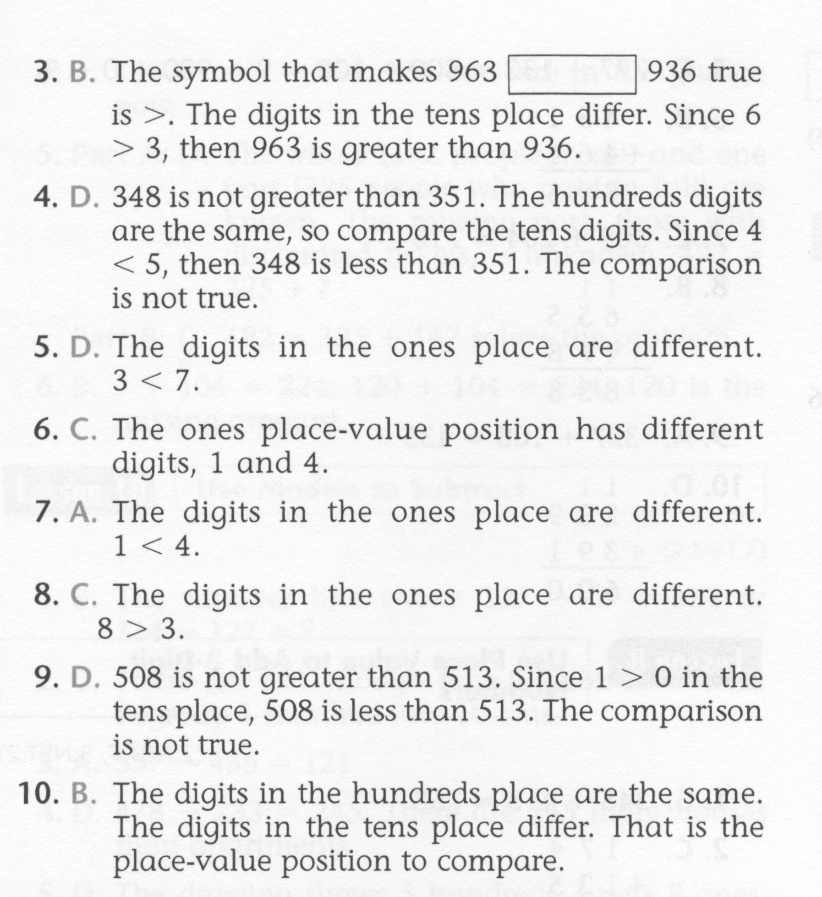 3. B. The symbol that makes 963 936 true
is >. The digits in the tens place differ. Since 6
> 3, then 963 is greater than 936.
4. D. 348 is not greater than 351. The hundreds digits
are the same, so compare the tens digits. Since 4
< 5, then 348 is less than 351. The comparison
is not true.
5. D. The digits in the ones place are different.
3 < 7
6. C. The ones place-value position has different
digits, 1 and 4.
7. A. The digits in the ones place are different.
1 < 4.
8. C. The digits in the ones place are different.
8 > 3.
9. D. 508 is not greater than 513. Since 1 > 0 in the
tens place, 508 is less than 513. The comparison
is not true.
10. B. The digits in the hundreds place are the same.
The digits in the tens place differ. That is the
place-value position to compare.